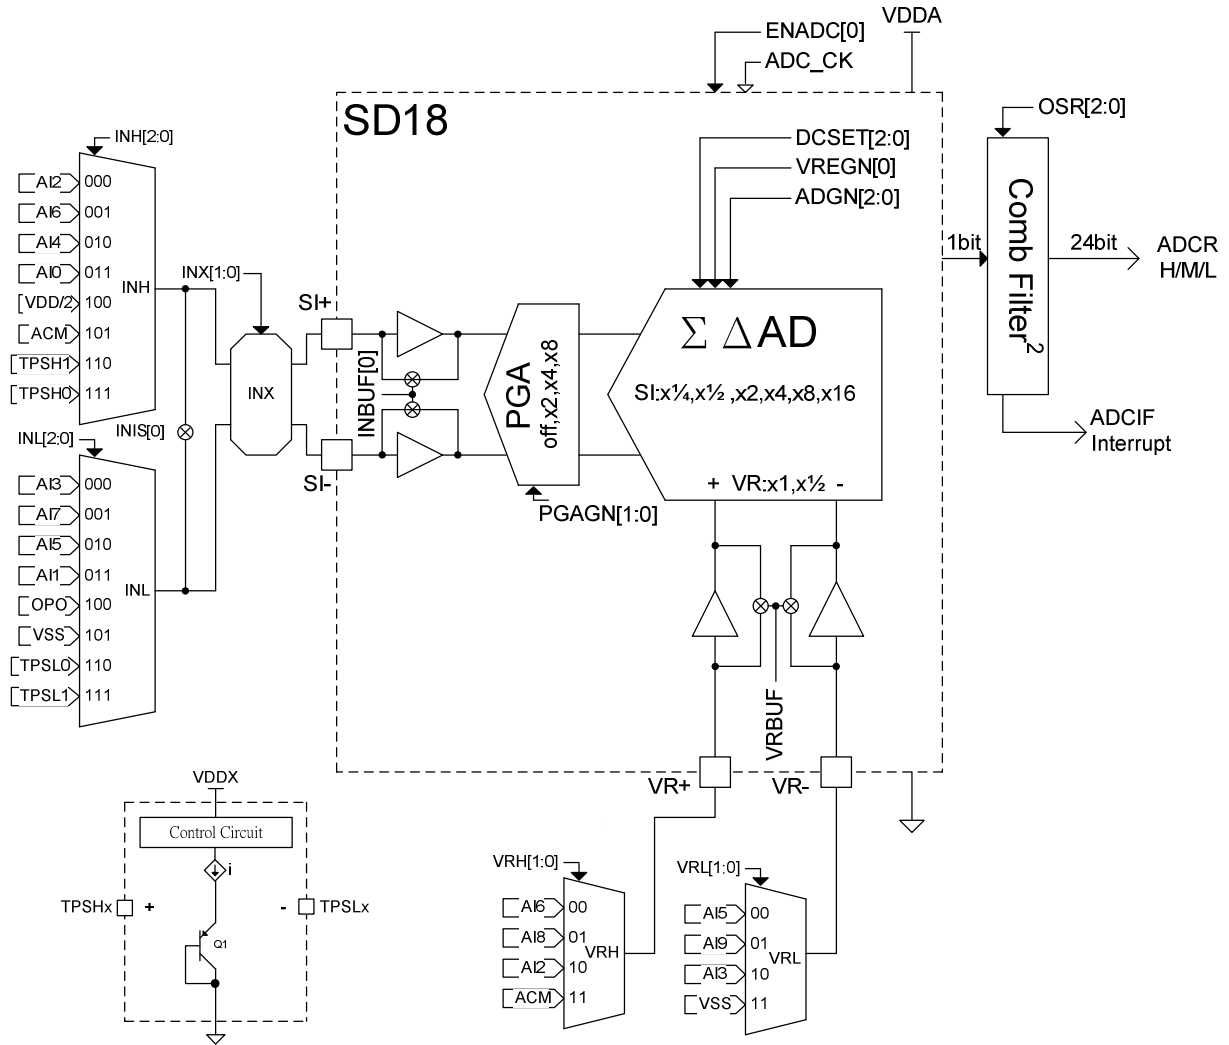 VDDA
ENADC[0]
ADC_CK
SD18
OSR[2:0]
INH[2:0]
DCSET[2:0]
VREGN[0]
ADGN[2:0]
AI2 000
AI6 001
AI4 010
AI0 011
VDD/2 100
ACM 101
TPSH1 110
TPSH0 111
INH
INX[1:0]
INX
SI+
SI-
INBUF[0]
PGA
off,x2,x4,x8
PGAGN[1:0]
Σ Δ AD
SI:x¼,x½ ,x2,x4,x8,x16
+ VR:x1,x½ -
1bit
Comb Filter2
24bit
ADCR
H/M/L
ADCIF
Interrupt
INIS[0]
INL[2:0]
AI3 000
AI7 001
AI5 010
AI1 011
OPO 100
VSS 101
TPSL0 110
TPSL1 111
INL
VRBUF
VR+
VR-
VDDX
Control Circuit
i
TPSHx + - TPSLx
Q1
VRH[1:0]
AI6 00
AI8 01
AI2 10
ACM 11
VRH
VRL[1:0]
AI5 00
AI9 01
AI3 10
VSS 11
VRL